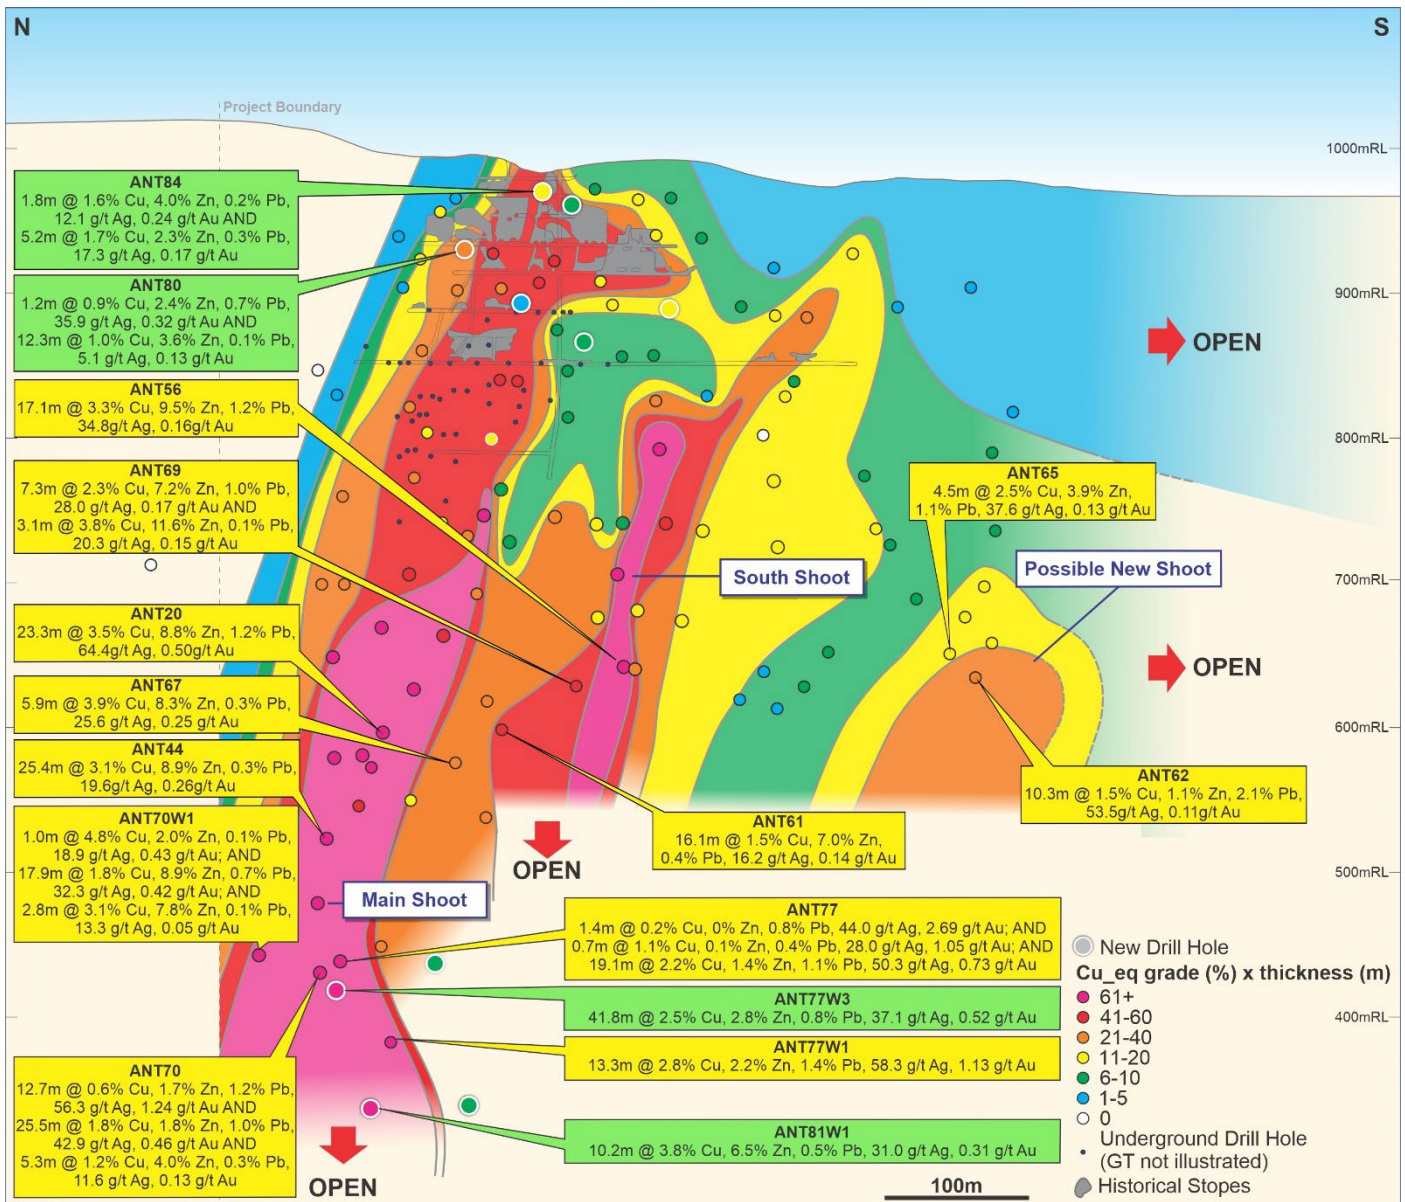 N
S
Project Boundary
1000mRL
900mRL
800mRL
700mRL
600mRL
500mRL
400mRL
ANT84
1.8m @ 1.6% Cu, 4.0% Zn, 0.2% Pb,
12.1 g/t Ag, 0.24 g/t Au AND
5.2m @ 1.7% Cu, 2.3% Zn, 0.3% Pb,
17.3 g/t Ag, 0.17 g/t Au
ANT80
1.2m @ 0.9% Cu, 2.4% Zn, 0.7% Pb,
35.9 g/t Ag, 0.32 g/t Au AND
12.3m @ 1.0% Cu, 3.6% Zn, 0.1% Pb,
5.1 g/t Ag, 0.13 g/t Au
ANT56
17.1m @ 3.3% Cu, 9.5% Zn, 1.2% Pb,
34.8g/t Ag, 0.16g/t Au
ANT69
7.3m @ 2.3% Cu, 7.2% Zn, 1.0% Pb,
28.0 g/t Ag, 0.17 g/t Au AND
3.1m @ 3.8% Cu, 11.6% Zn, 0.1% Pb,
20.3 g/t Ag, 0.15 g/t Au
ANT20
23.3m @ 3.5% Cu, 8.8% Zn, 1.2% Pb,
64.4g/t Ag, 0.50g/t Au
ANT67
5.9m @ 3.9% Cu, 8.3% Zn, 0.3% Pb,
25.6 g/t Ag, 0.25 g/t Au
ANT44
25.4m @ 3.1% Cu, 8.9% Zn, 0.3% Pb,
19.6g/t Ag, 0.26g/t Au
ANT70W1
1.0m @ 4.8% Cu, 2.0% Zn, 0.1% Pb,
18.9 g/t Ag, 0.43 g/t Au; AND
17.9m @ 1.8% Cu, 8.9% Zn, 0.7% Pb,
32.3 g/t Ag, 0.42 g/t Au; AND
2.8m @ 3.1% Cu, 7.8% Zn, 0.1% Pb,
13.3 g/t Ag, 0.05 g/t Au
ANT70
12.7m @ 0.6% Cu, 1.7% Zn, 1.2% Pb,
56.3 g/t Ag, 1.24 g/t Au AND
25.5m @ 1.8% Cu, 1.8% Zn, 1.0% Pb,
42.9 g/t Ag, 0.46 g/t Au AND
5.3m @ 1.2% Cu, 4.0% Zn, 0.3% Pb,
11.6 g/t Ag, 0.13 g/t Au
OPEN
OPEN
ANT65
4.5m @ 2.5% Cu, 3.9% Zn,
1.1% Pb, 37.6 g/t Ag, 0.13 g/t Au
South Shoot
Possible New Shoot
OPEN
ANT62
10.3m @ 1.5% Cu, 1.1% Zn, 2.1% Pb,
53.5g/t Ag, 0.11g/t Au
ANT61
16.1m @ 1.5% Cu, 7.0% Zn,
0.4% Pb, 16.2 g/t Ag, 0.14 g/t Au
OPEN
Main Shoot
ANT77
1.4m @ 0.2% Cu, 0% Zn, 0.8% Pb, 44.0 g/t Ag, 2.69 g/t Au; AND
0.7m @ 1.1% Cu, 0.1% Zn, 0.4% Pb, 28.0 g/t Ag, 1.05 g/t Au; AND
19.1m @ 2.2% Cu, 1.4% Zn, 1.1% Pb, 50.3 g/t Ag, 0.73 g/t Au
ANT77W3
41.8m @ 2.5% Cu, 2.8% Zn, 0.8% Pb, 37.1 g/t Ag, 0.52 g/t Au
ANT77W1
13.3m @ 2.8% Cu, 2.2% Zn, 1.4% Pb, 58.3 g/t Ag, 1.13 g/t Au
ANT81W1
10.2m @ 3.8% Cu, 6.5% Zn, 0.5% Pb, 31.0 g/t Ag, 0.31 g/t Au
New Drill Hole
Cu_eq grade (%) x thickness (m)
61+
41-60
21-40
11-20
6-10
1-5
0
Underground Drill Hole
(GT not illustrated)
Historical Stopes
100m